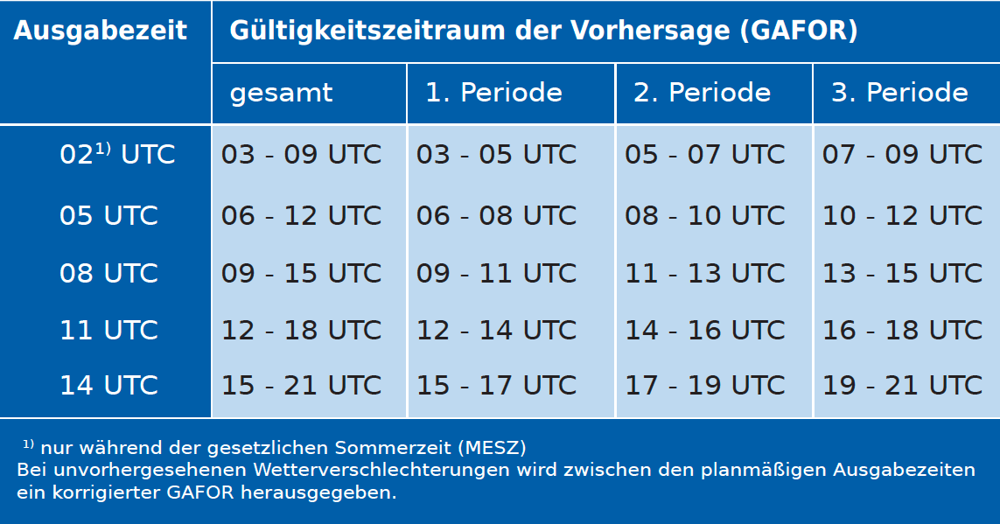 Ausgabezeit Gültigkeitszeitraum der Vorhersage (GAFOR)
gesamt 1. Periode 2. Periode 3. Periode
02¹⁾ UTC 03 - 09 UTC 03 - 05 UTC 05 - 07 UTC 07 - 09 UTC
05 UTC 06 - 12 UTC 06 - 08 UTC 08 - 10 UTC 10 - 12 UTC
08 UTC 09 - 15 UTC 09 - 11 UTC 11 - 13 UTC 13 - 15 UTC
11 UTC 12 - 18 UTC 12 - 14 UTC 14 - 16 UTC 16 - 18 UTC
14 UTC 15 - 21 UTC 15 - 17 UTC 17 - 19 UTC 19 - 21 UTC
¹⁾ nur während der gesetzlichen Sommerzeit (MESZ)
Bei unvorhergesehenen Wetterverschlechterungen wird zwischen den planmäßigen Ausgabezeiten
ein korrigierter GAFOR herausgegeben.